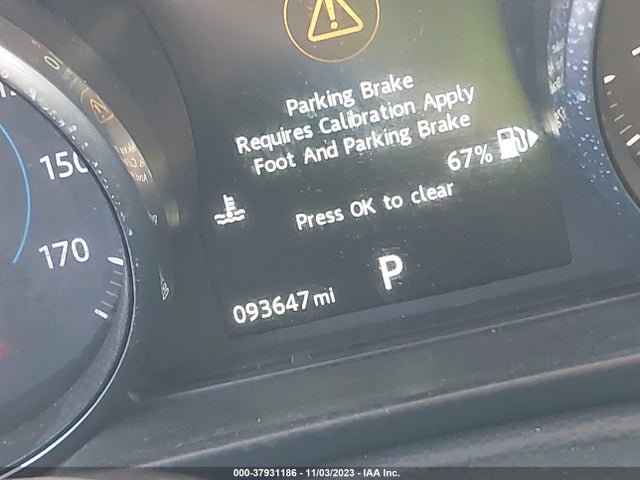 Parking Brake
Requires Calibration Apply
Foot And Parking Brake
67%
Press OK to clear
P
093647 mi
150
170
000-37931186 - 11/03/2023 - IAA Inc.